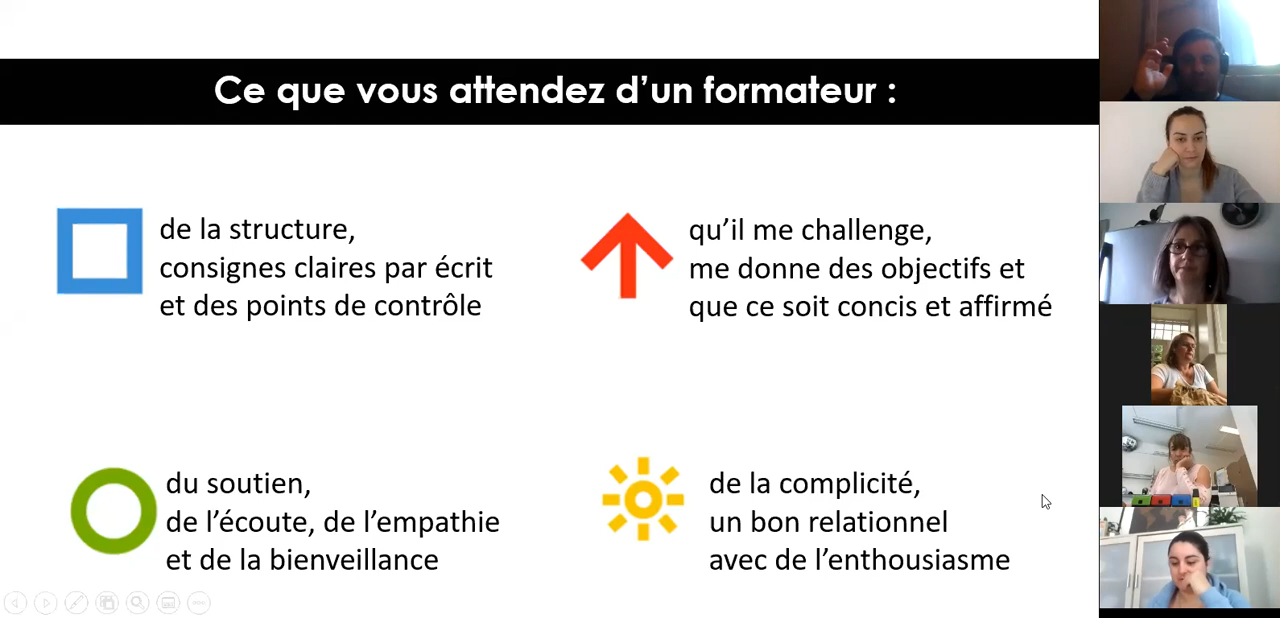 Ce que vous attendez d’un formateur :
de la structure,
consignes claires par écrit
et des points de contrôle
qu’il me challenge,
me donne des objectifs et
que ce soit concis et affirmé
du soutien,
de l’écoute, de l’empathie
et de la bienveillance
de la complicité,
un bon relationnel
avec de l’enthousiasme